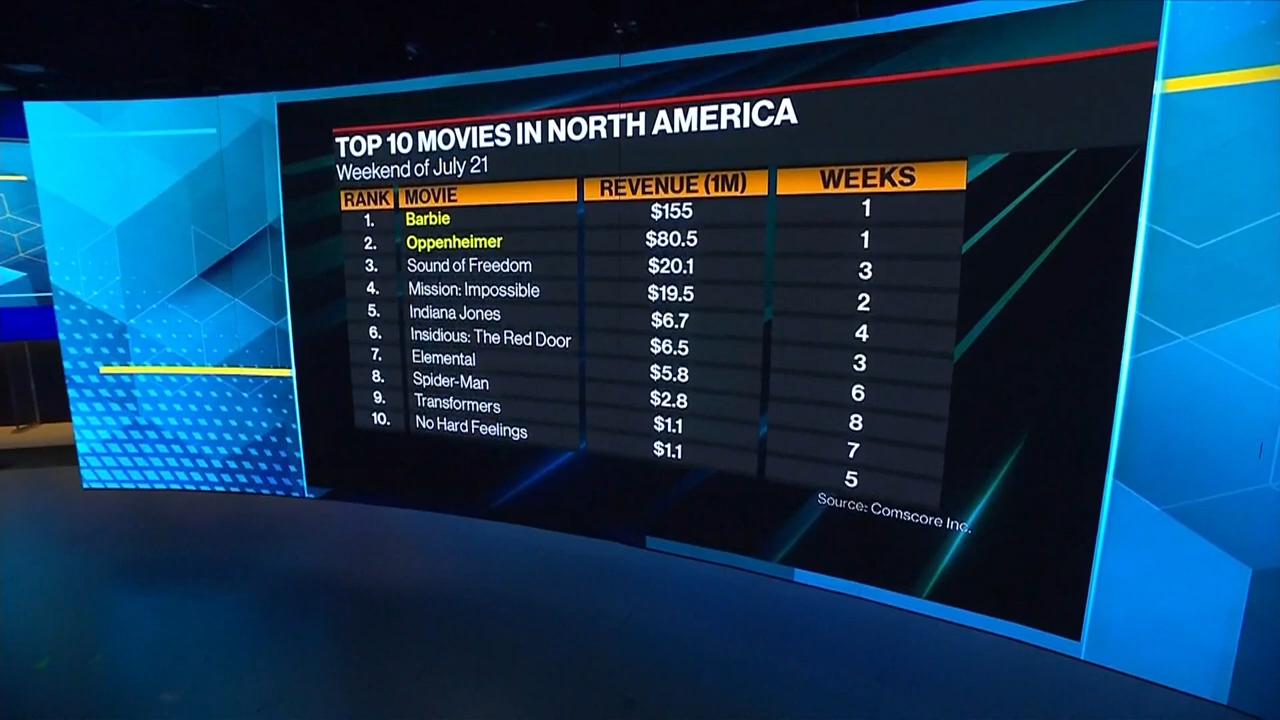 TOP 10 MOVIES IN NORTH AMERICA
Weekend of July 21
RANK MOVIE REVENUE (1M) WEEKS
1. Barbie $155 1
2. Oppenheimer $80.5 1
3. Sound of Freedom $20.1 3
4. Mission: Impossible $19.5 2
5. Indiana Jones $6.7 4
6. Insidious: The Red Door $6.5 3
7. Elemental $5.8 6
8. Spider-Man $2.8 8
9. Transformers $1.1 7
10. No Hard Feelings $1.1 5
Source: Comscore Inc.